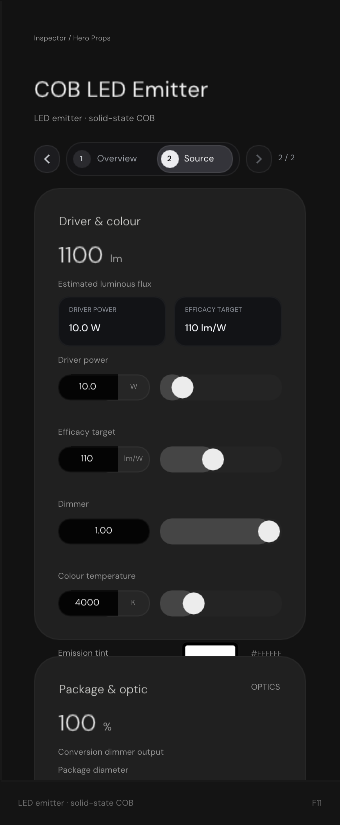 Inspector / Hero Props
COB LED Emitter
LED emitter · solid-state COB
1 Overview 2 Source 2 / 2
Driver & colour
1100 lm
Estimated luminous flux
DRIVER POWER EFFICACY TARGET
10.0 W 110 lm/W
Driver power
10.0 W
Efficacy target
110 lm/W
Dimmer
1.00
Colour temperature
4000 K
Emission tint #FFFFFF
Package & optic OPTICS
100 %
Conversion dimmer output
Package diameter
LED emitter · solid-state COB F11